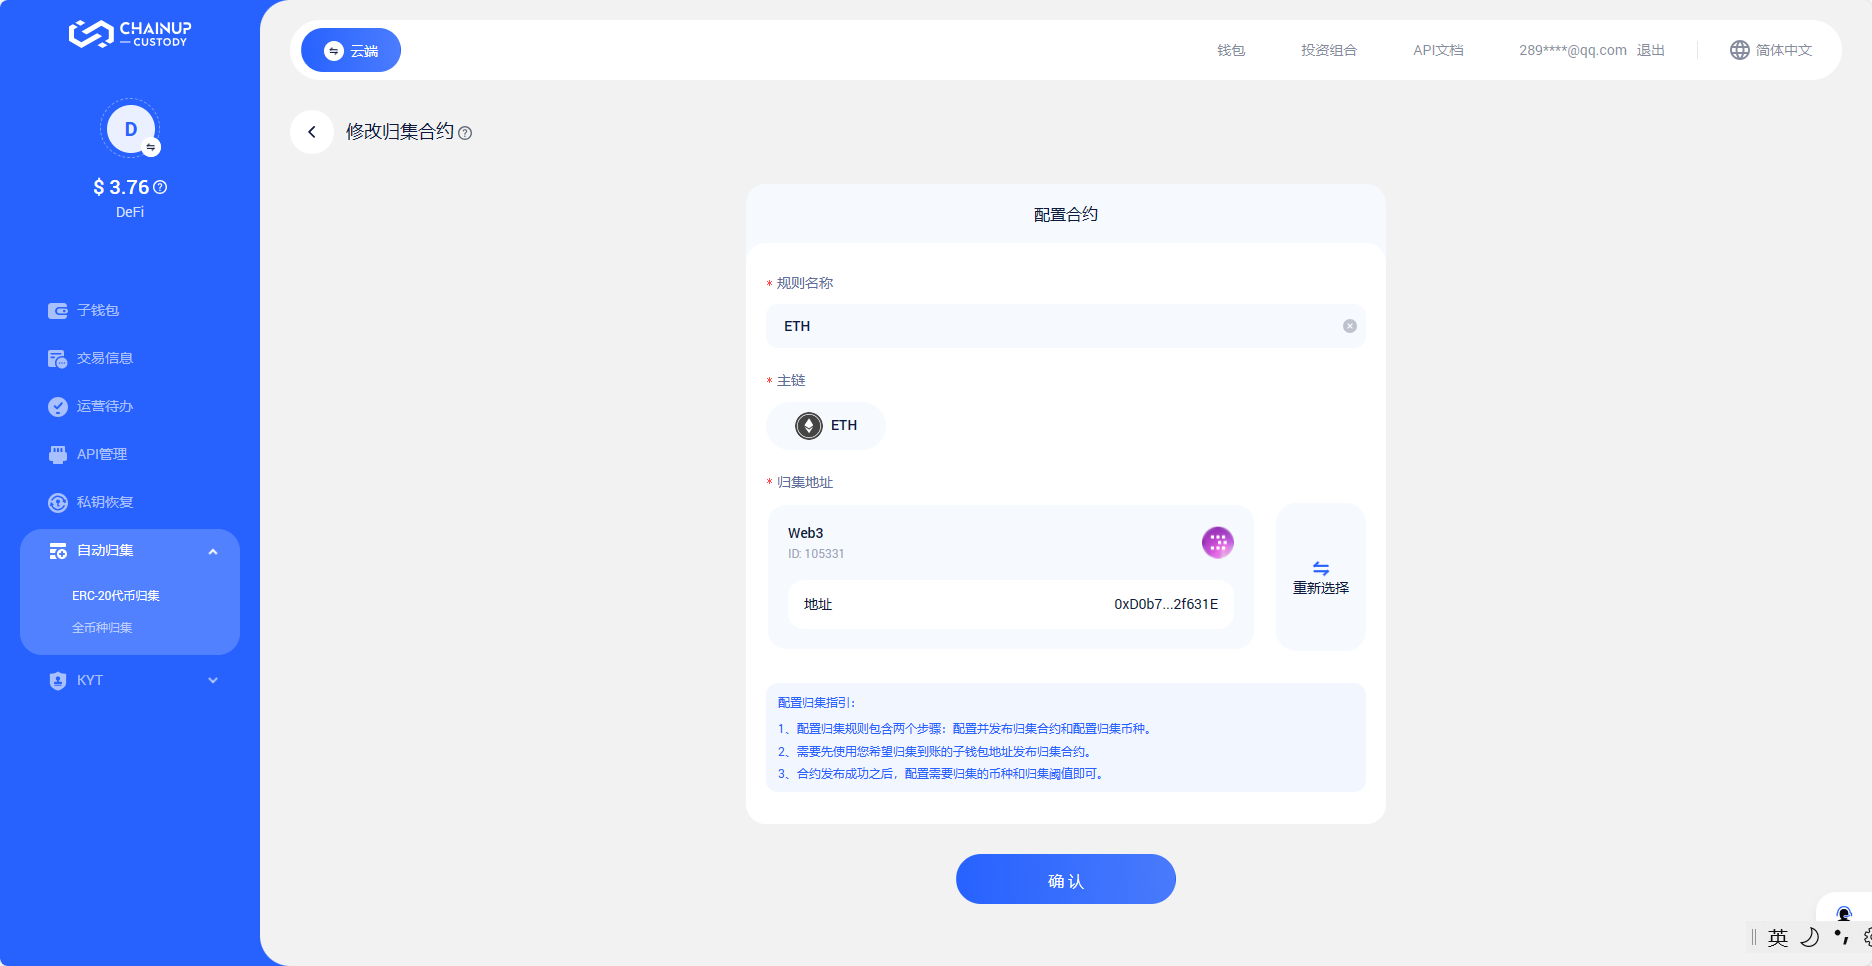 CHAINUP
CUSTODY
云端
钱包
投资组合
API文档
289****@qq.com
退出
简体中文
D
$ 3.76
DeFi
子钱包
交易信息
运营待办
API管理
私钥恢复
自动归集
ERC-20代币归集
全币种归集
KYT
修改归集合约
配置合约
* 规则名称
ETH
* 主链
ETH
* 归集地址
Web3
ID: 105331
地址
0xD0b7...2f631E
重新选择
配置归集指引：
1、配置归集规则包含两个步骤：配置并发布归集合约和配置归集币种。
2、需要先使用您希望归集到账的子钱包地址发布归集合约。
3、合约发布成功之后，配置需要归集的币种和归集阈值即可。
确 认
英